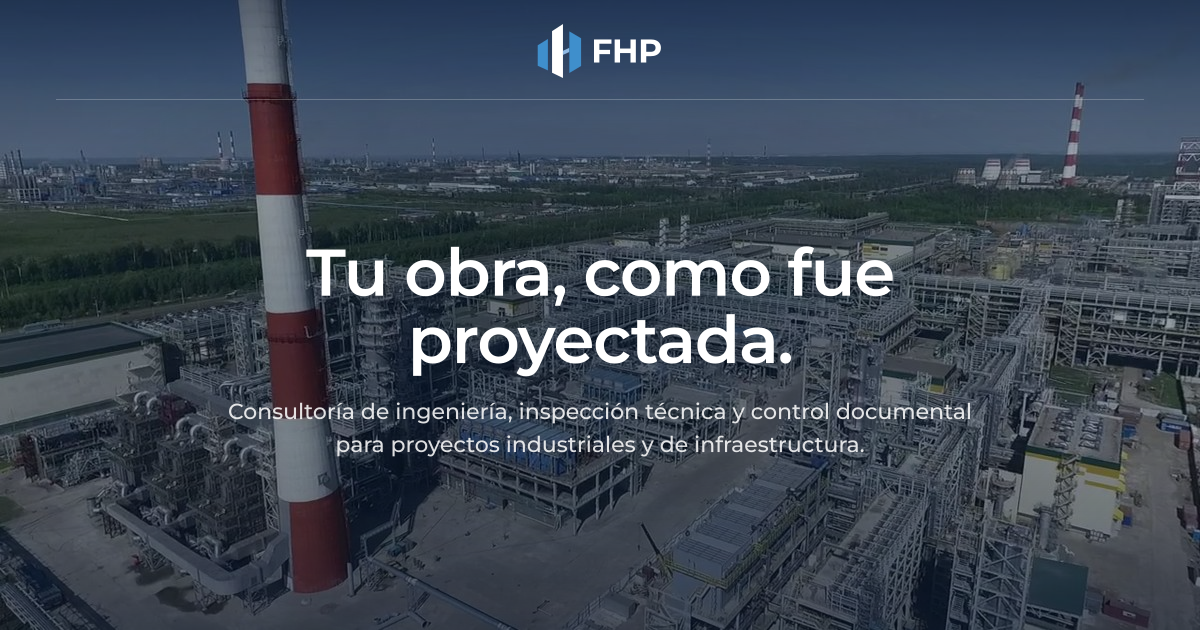 FHP
Tu obra, como fue
proyectada.
Consultoría de ingeniería, inspección técnica y control documental
para proyectos industriales y de infraestructura.